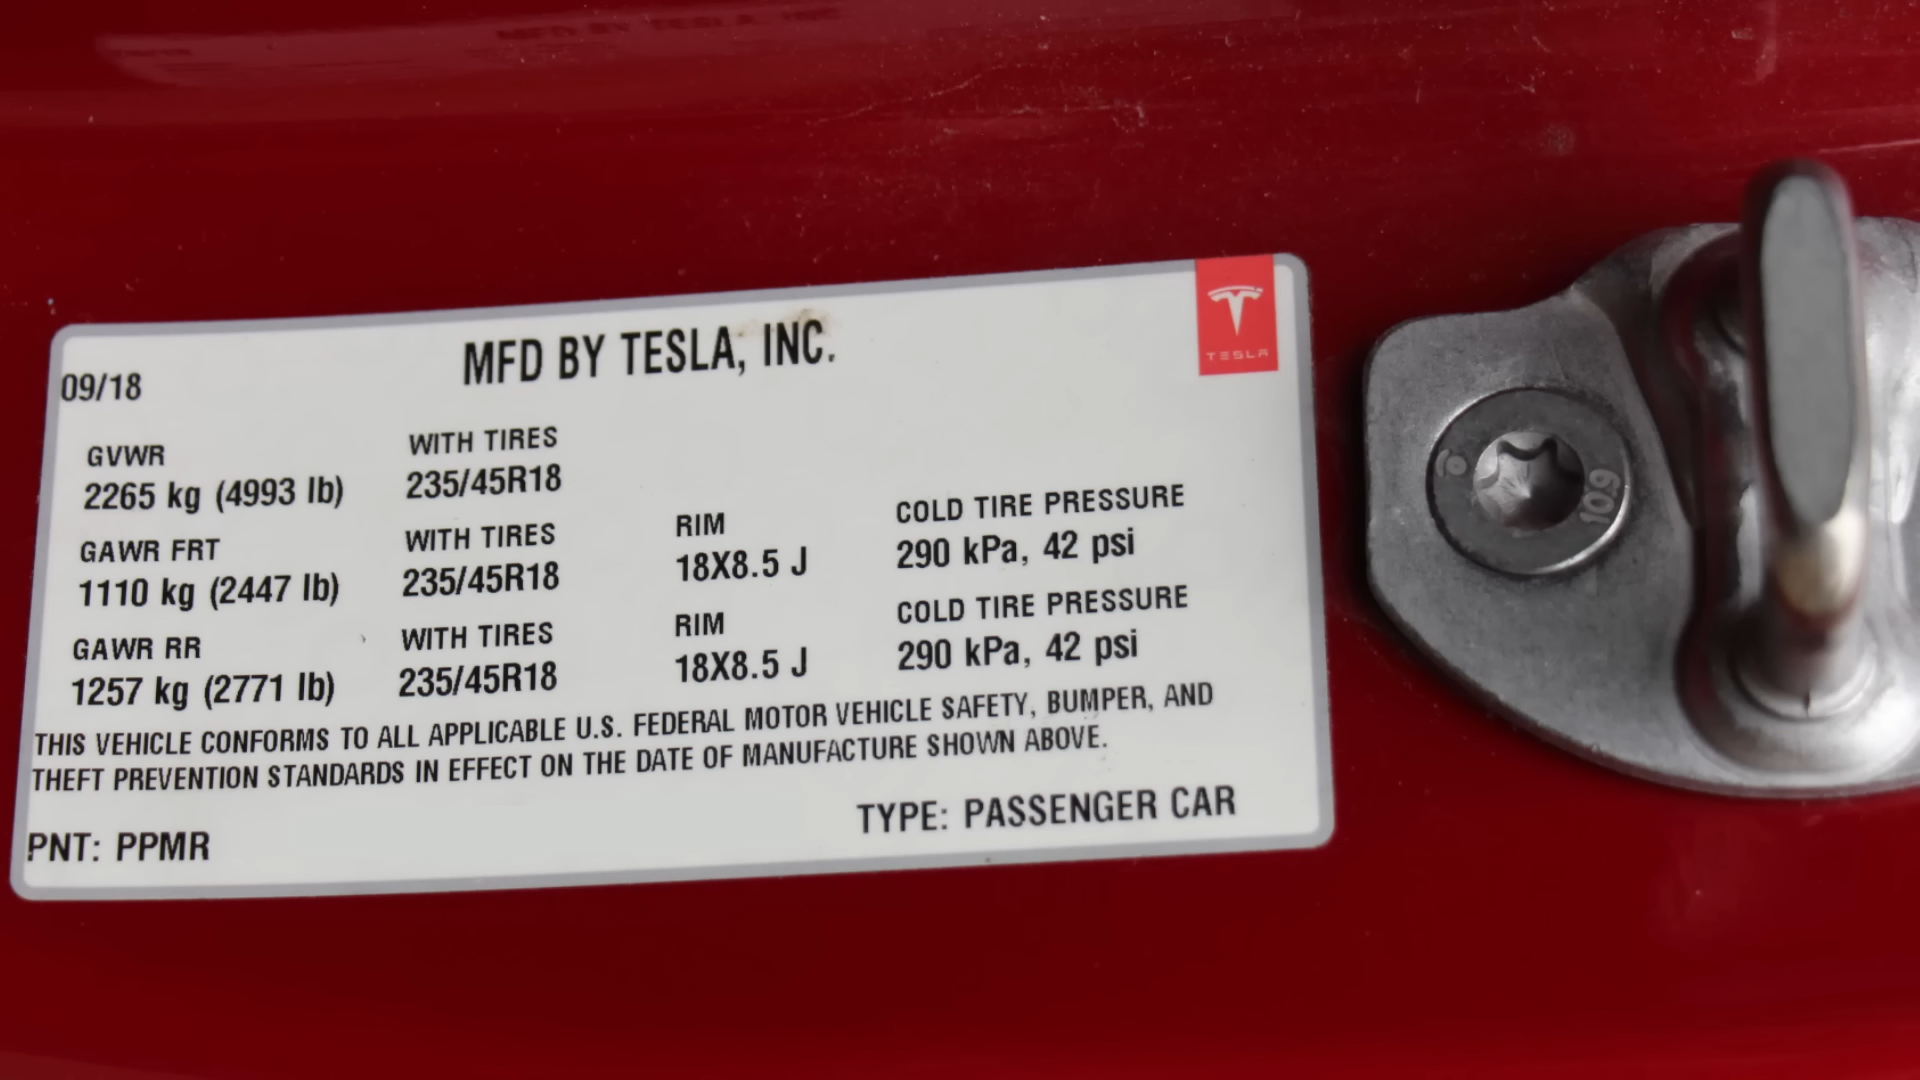 MFD BY TESLA, INC.
TESLA
09/18
GVWR WITH TIRES
2265 kg (4993 lb) 235/45R18
GAWR FRT WITH TIRES RIM COLD TIRE PRESSURE
1110 kg (2447 lb) 235/45R18 18X8.5 J 290 kPa, 42 psi
GAWR RR WITH TIRES RIM COLD TIRE PRESSURE
1257 kg (2771 lb) 235/45R18 18X8.5 J 290 kPa, 42 psi
THIS VEHICLE CONFORMS TO ALL APPLICABLE U.S. FEDERAL MOTOR VEHICLE SAFETY, BUMPER, AND
THEFT PREVENTION STANDARDS IN EFFECT ON THE DATE OF MANUFACTURE SHOWN ABOVE.
TYPE: PASSENGER CAR
PNT: PPMR
10.9